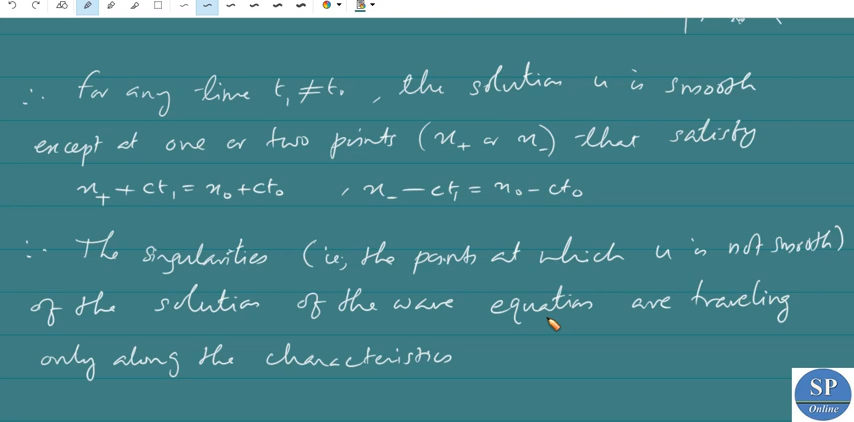 ∴ For any time t₁ ≠ t₀, the solution u is smooth
except at one or two points (x₊ or x₋) that satisfy
x₊ + ct₁ = x₀ + ct₀ , x₋ − ct₁ = x₀ − ct₀
∴ The singularities (ie; the points at which u is not smooth)
of the solution of the wave equation are traveling
only along the characteristics
SP
Online